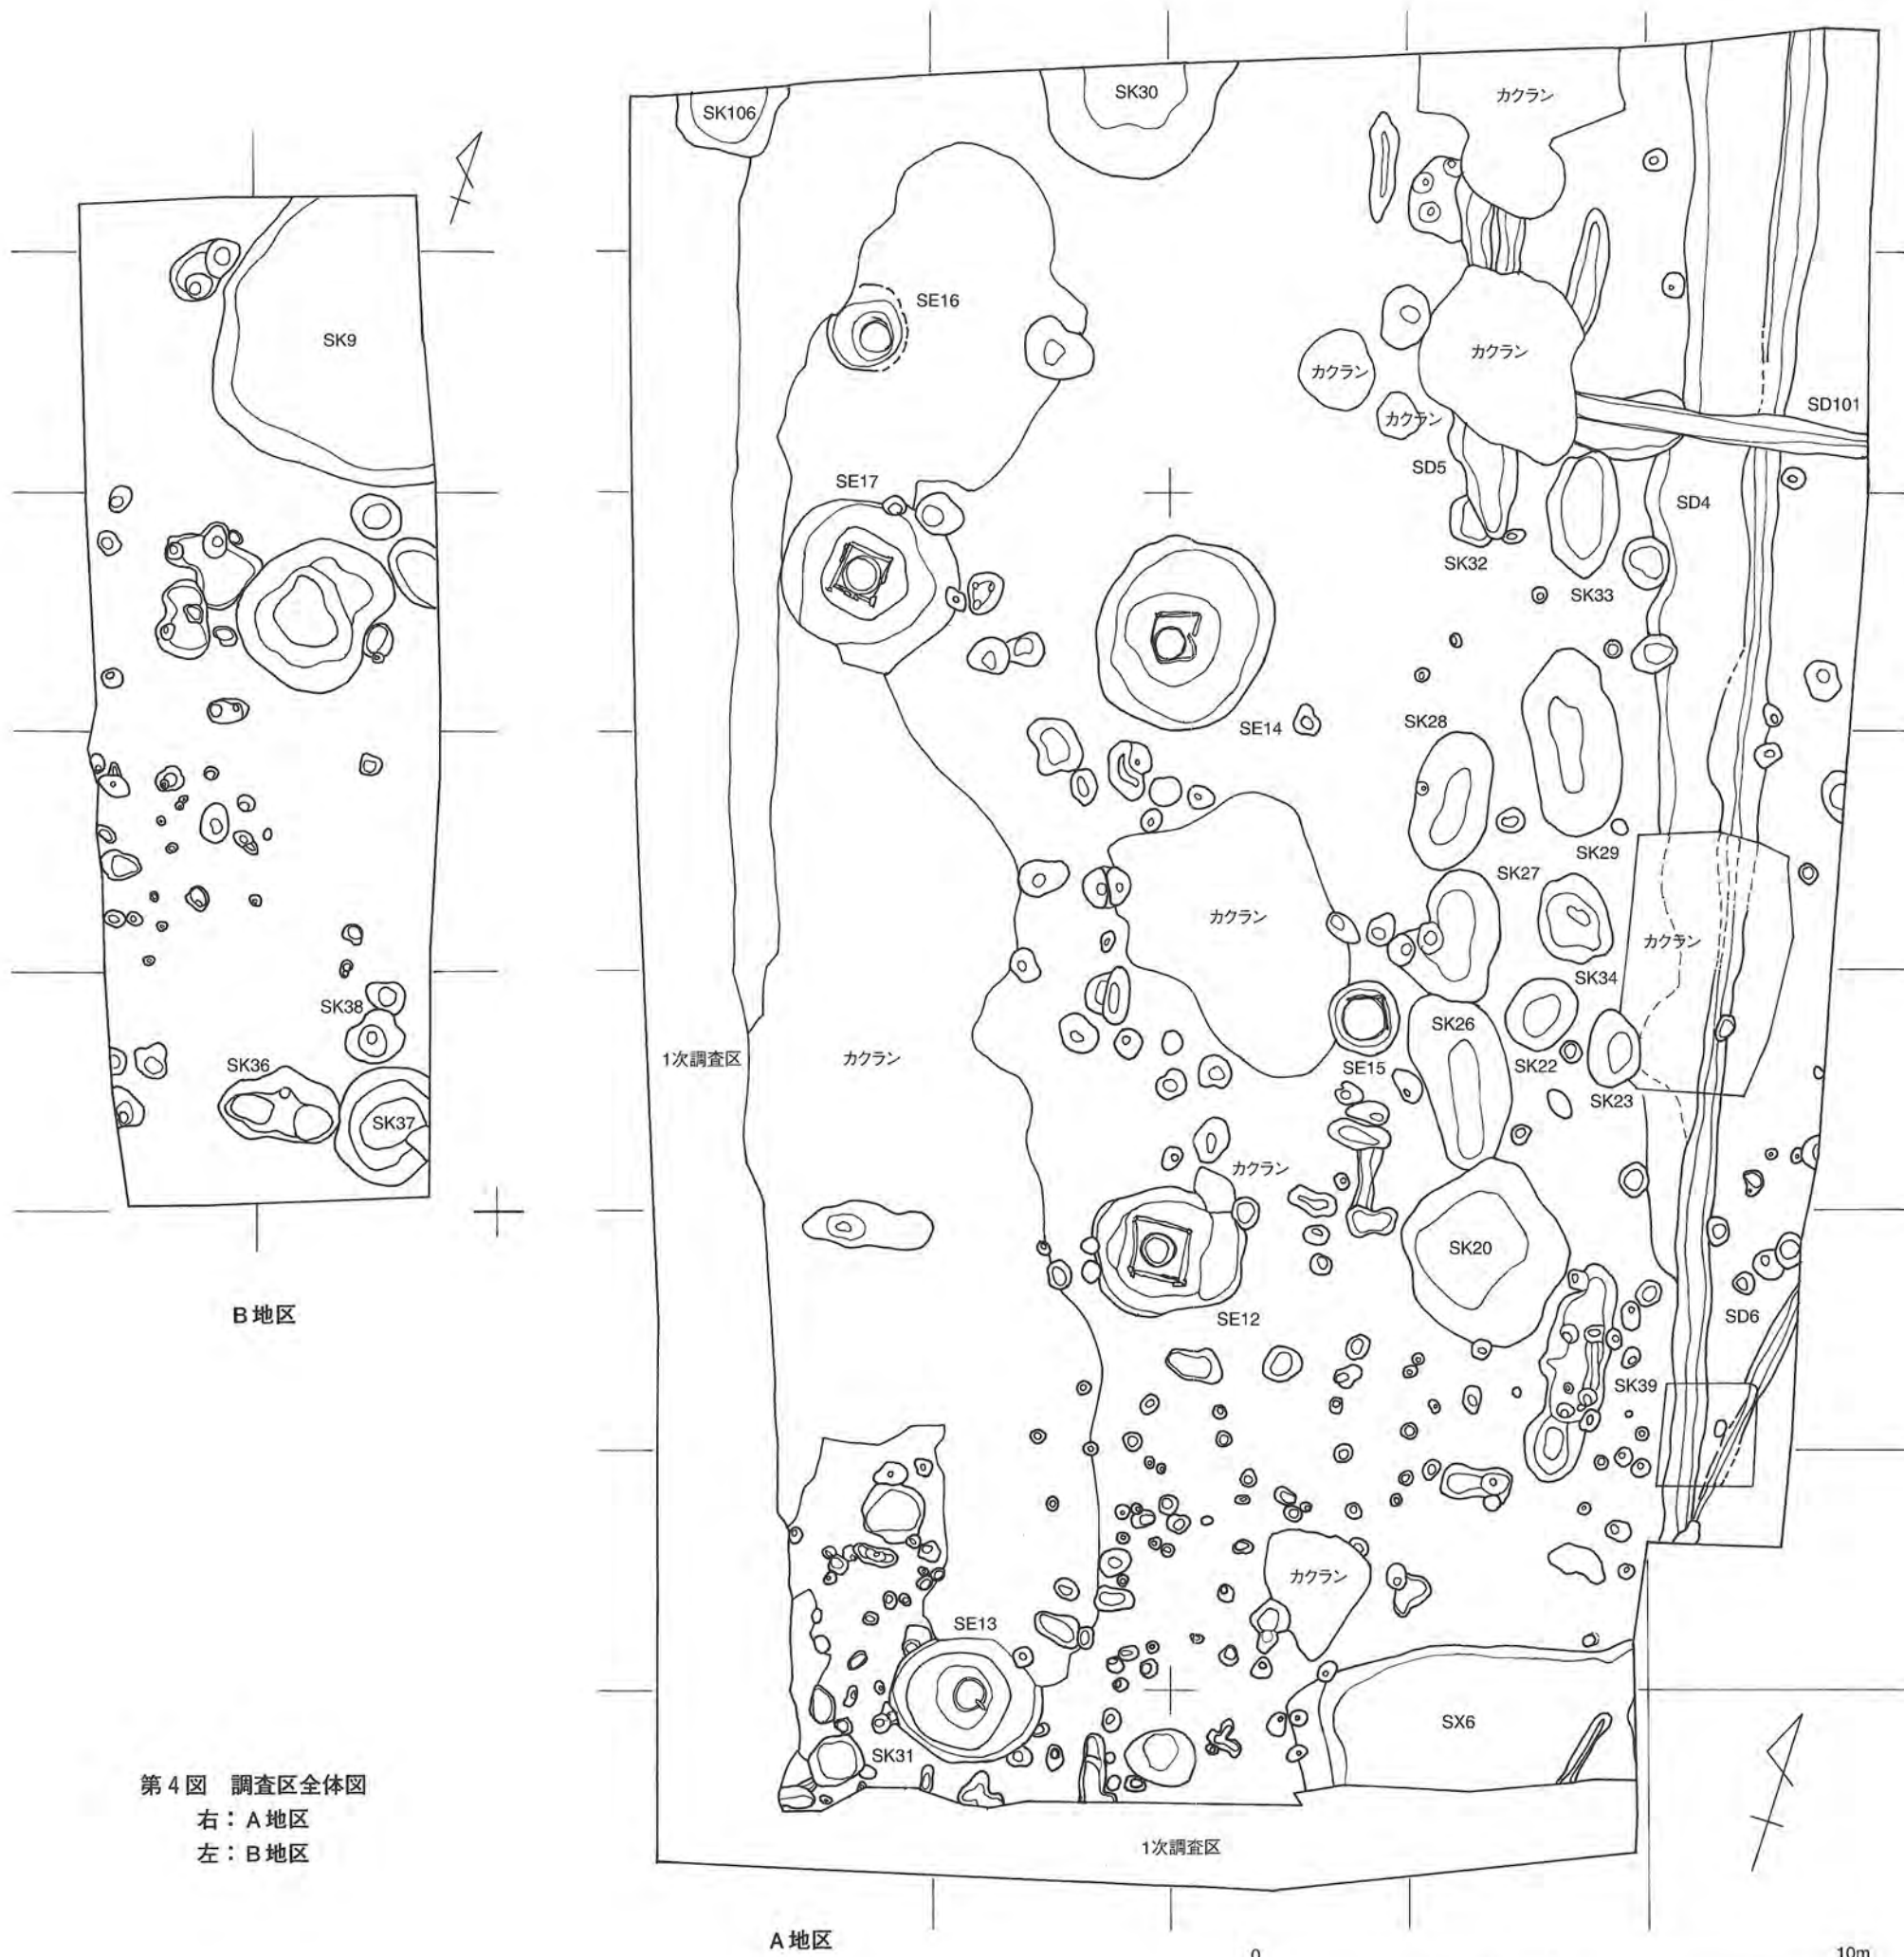 SK106
SK30
カクラン
SE16
SK9
カクラン
カクラン
カクラン
SD101
SD5
SE17
SD4
SK32
SK33
SE14
SK28
SK29
SK27
カクラン
カクラン
SK34
SK38
SK26
1次調査区
カクラン
SK36
SE15
SK22
SK23
SK37
カクラン
SK20
B地区
SE12
SD6
SK39
カクラン
SE13
SX6
SK31
第4図 調査区全体図
右：A地区
左：B地区
1次調査区
A地区
0
10m